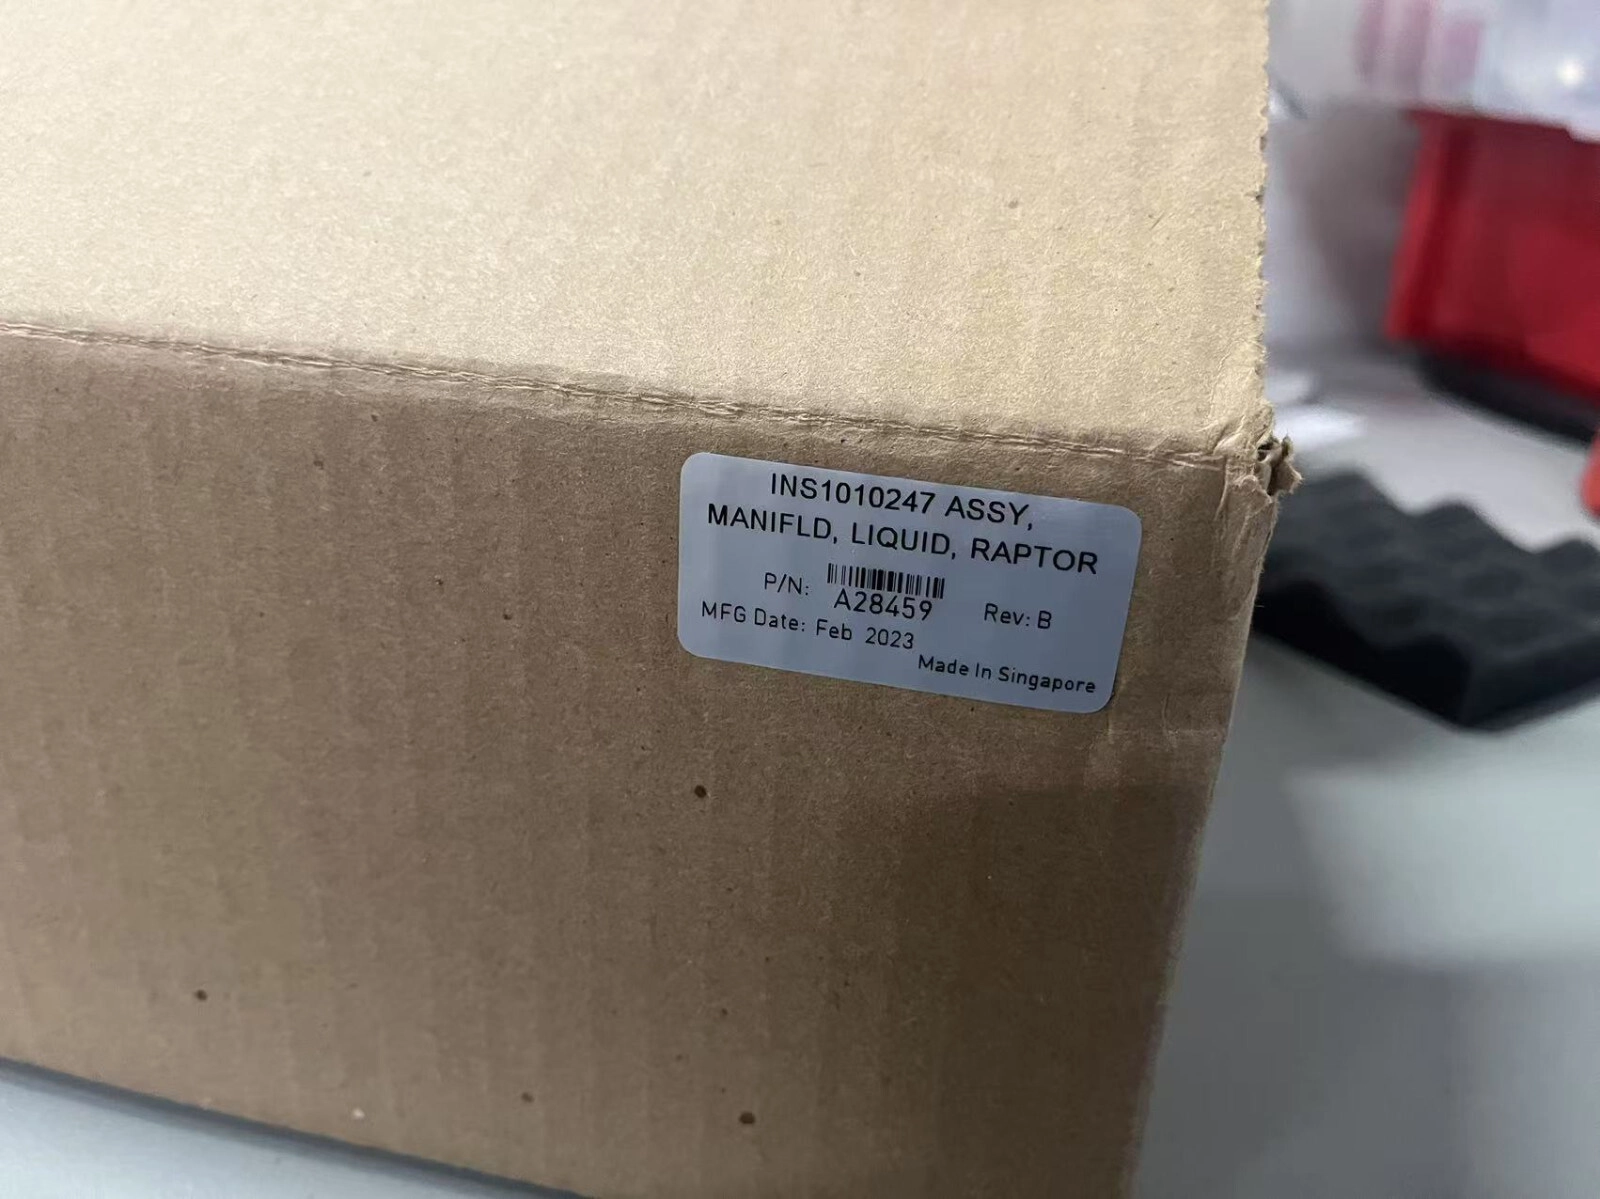 INS1010247 ASSY,
MANIFLD, LIQUID, RAPTOR
P/N: A28459 Rev: B
MFG Date: Feb 2023
Made In Singapore